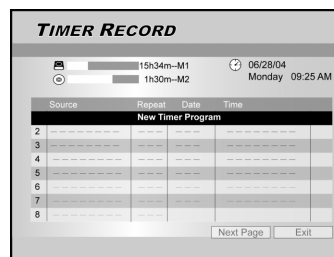 TIMER RECORD
15h34m--M1
06/28/04
1h30m--M2
Monday 09:25 AM
Source Repeat Date Time
New Timer Program
2
3
4
5
6
7
8
Next Page Exit